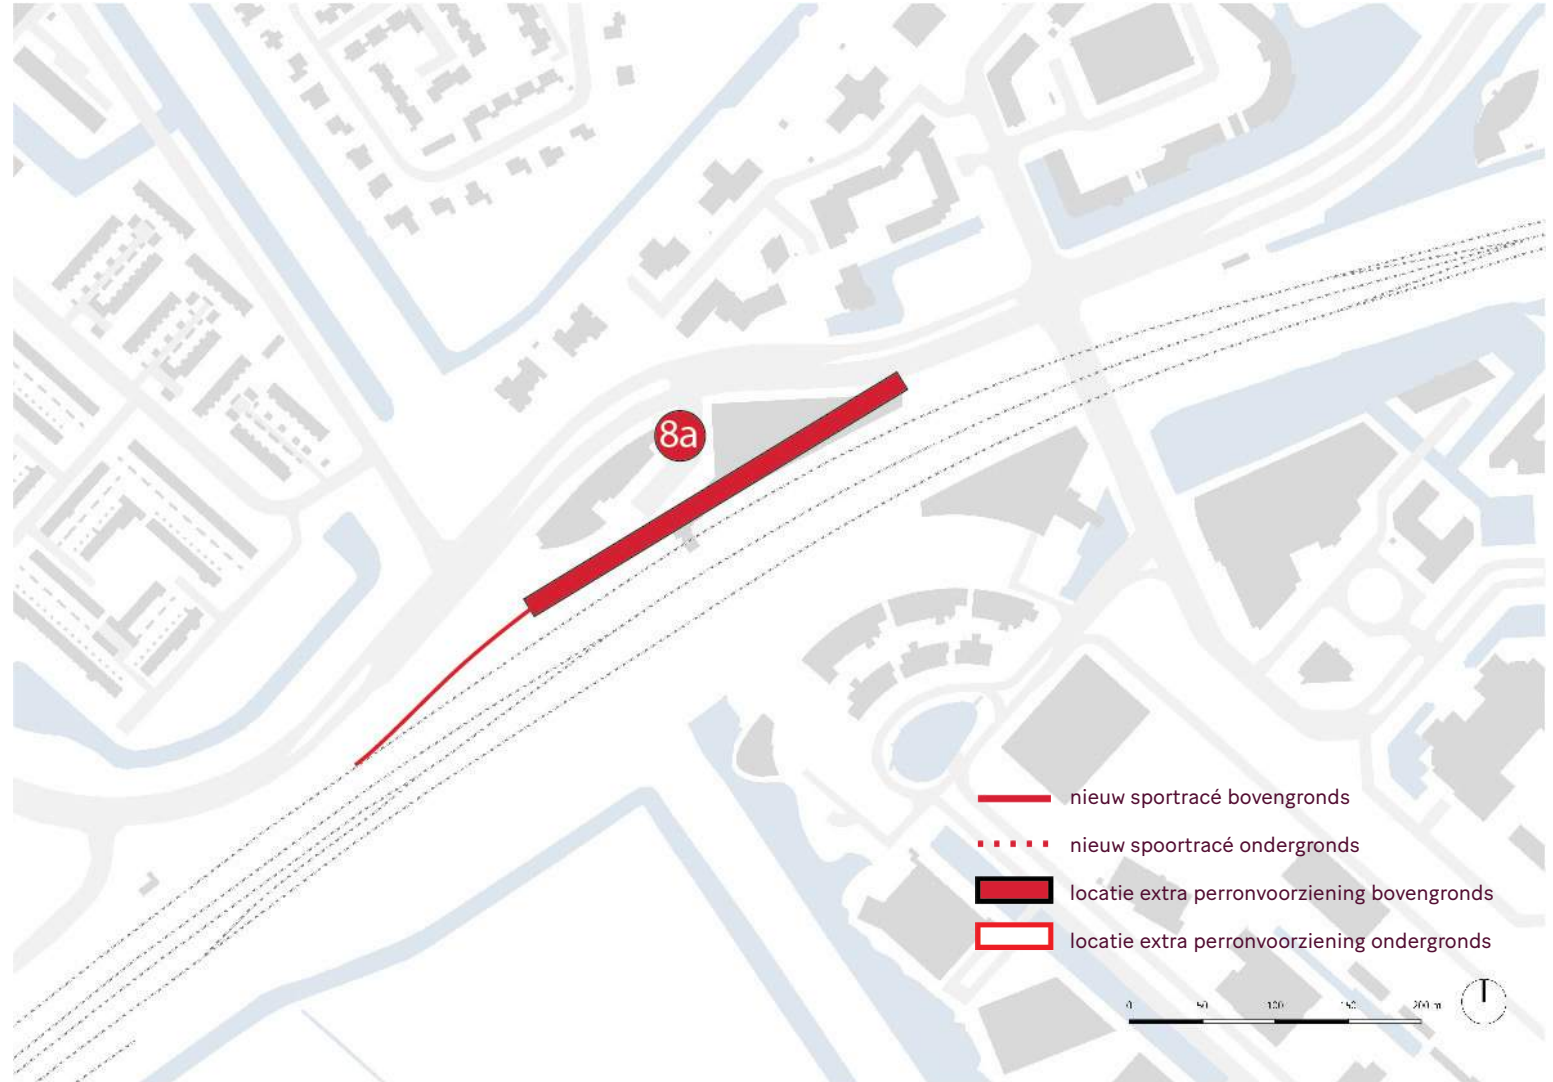 8a
nieuw sportracé bovengronds
nieuw spoortracé ondergronds
locatie extra perronvoorziening bovengronds
locatie extra perronvoorziening ondergronds
0 50 100 150 200 m